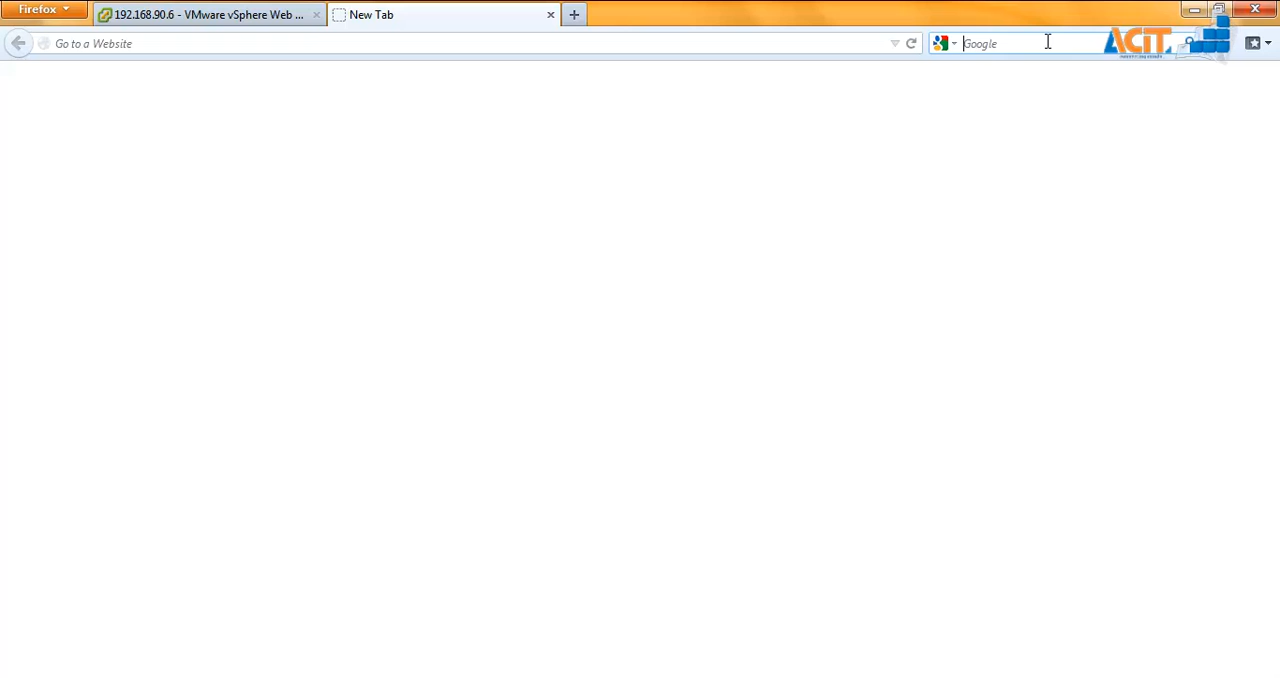 Firefox
192.168.90.6 - VMware vSphere Web ...
New Tab
Go to a Website
Google
ACIT